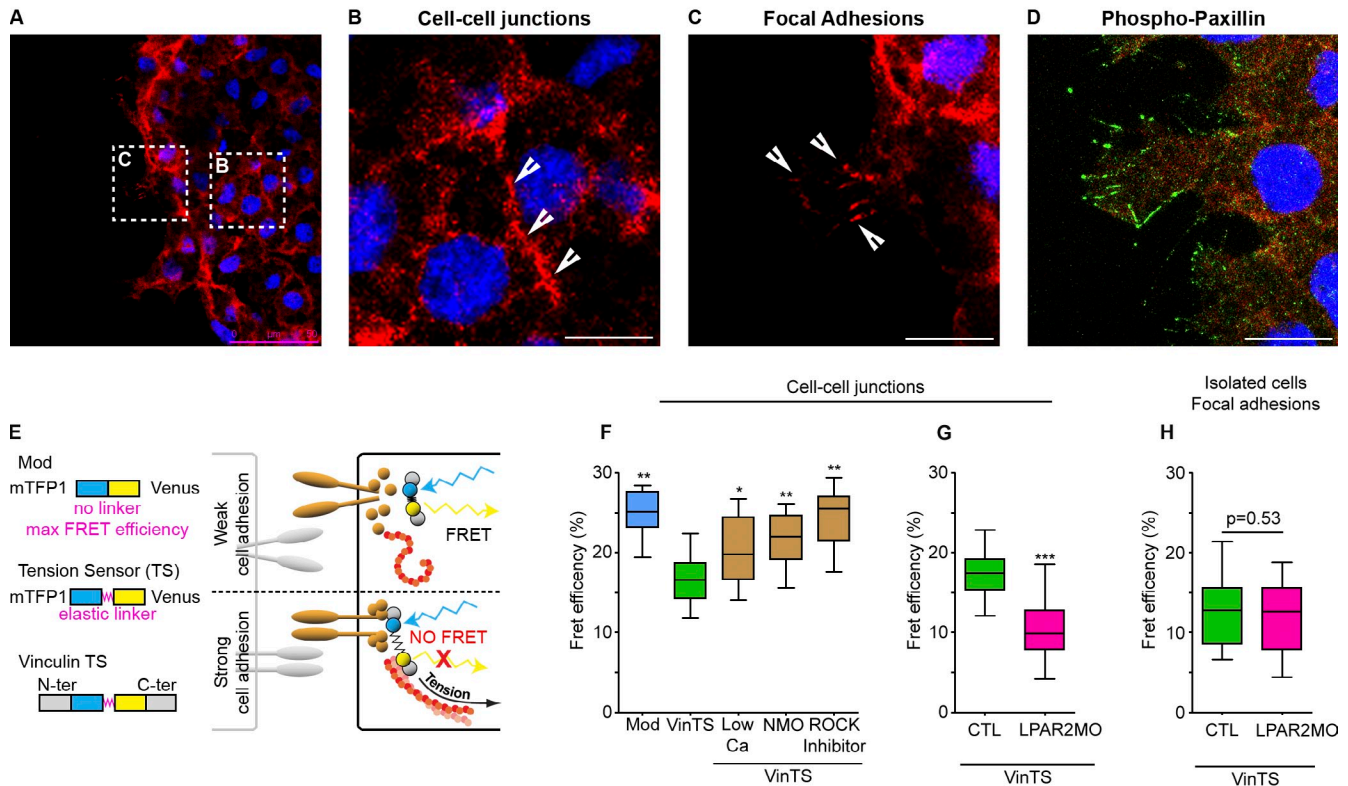 A
B Cell-cell junctions
C Focal Adhesions
D Phospho-Paxillin
C
B
0 µm 50
Cell-cell junctions
Isolated cells
Focal adhesions
E
Mod
mTFP1 Venus
no linker
max FRET efficiency
Tension Sensor (TS)
mTFP1 Venus
elastic linker
Vinculin TS
N-ter C-ter
Weak
cell adhesion
FRET
Strong
cell adhesion
NO FRET
X
Tension
F
Fret efficency (%)
30
20
10
0
**
*
**
**
Mod VinTS Low NMO ROCK
Ca Inhibitor
VinTS
G
Fret efficency (%)
30
20
10
0
***
CTL LPAR2MO
VinTS
H
Fret efficency (%)
30
20
10
0
p=0.53
CTL LPAR2MO
VinTS